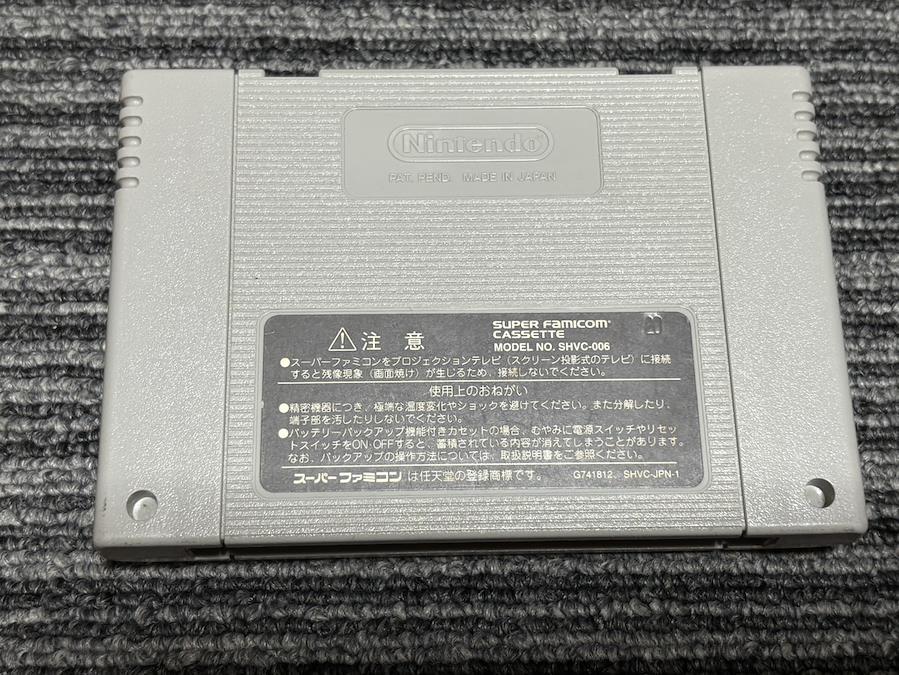 Nintendo
PAT. PEND. MADE IN JAPAN
注意
SUPER FAMICOM
CASSETTE
MODEL NO. SHVC-006
●スーパーファミコンをプロジェクションテレビ(スクリーン投影式のテレビ)に接続
すると残像現象(画面焼け)が生じるため、接続しないでください。
使用上のおねがい
●精密機器につき、極端な温度変化やショックを避けてください。また分解したり、
端子部を汚したりしないでください。
●バッテリーバックアップ機能付きカセットの場合、むやみに電源スイッチやリセッ
トスイッチをON・OFFすると、蓄積されている内容が消えてしまうことがあります。
なお、バックアップの操作方法については、取扱説明書をご参照ください。
スーパーファミコンは任天堂の登録商標です。 G741812. SHVC-JPN-1